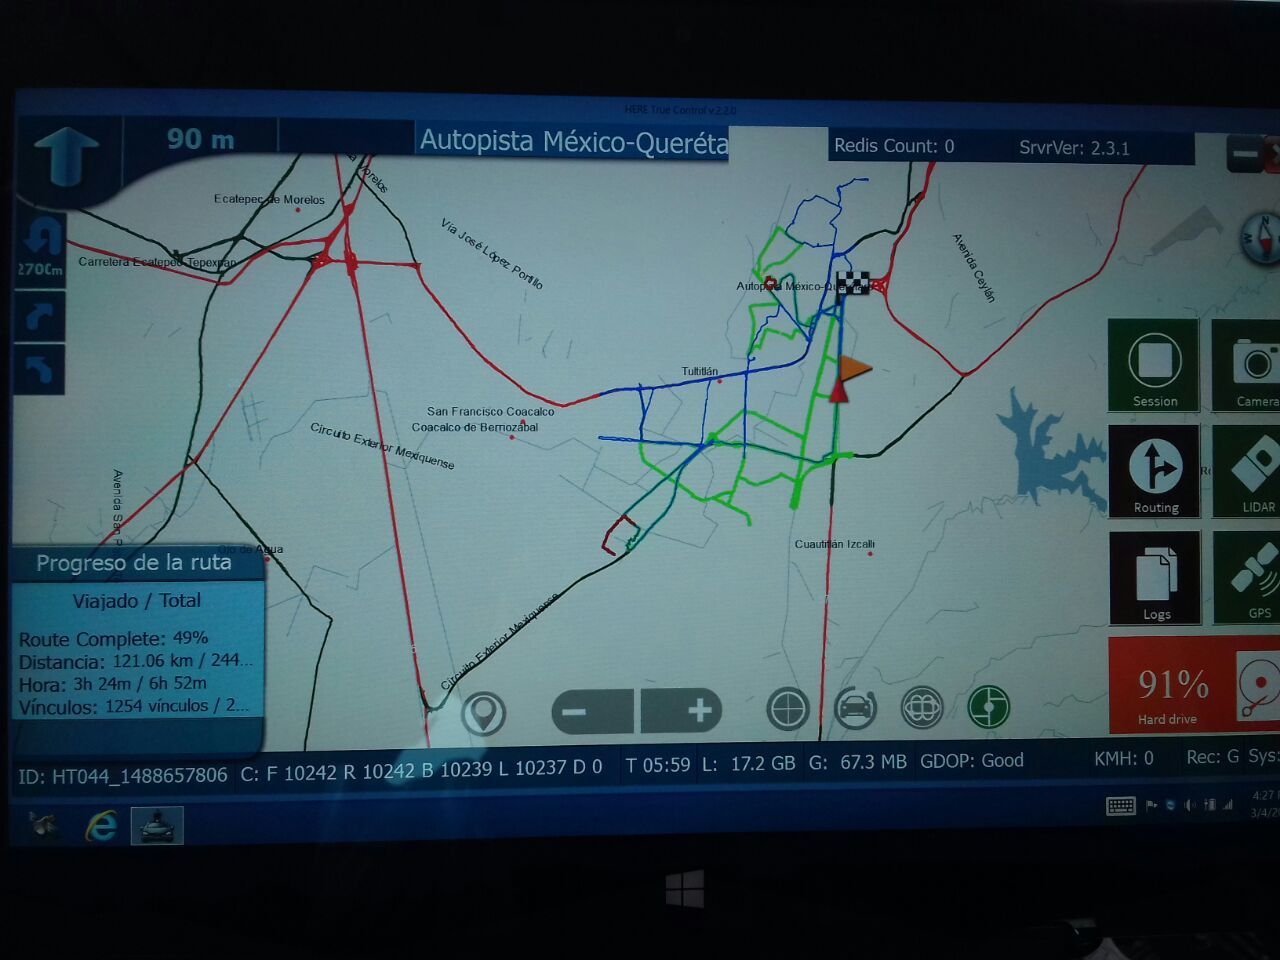 HERE True Control v.2.2.0
90 m
Autopista México-Queréta
Redis Count: 0
SrvrVer: 2.3.1
Ecatepec de Morelos
Morelos
Vía José López Portillo
Carretera Ecatepec Tepexpan
270
Avenida Ceylán
Autopista México-Querétaro
Tultitlán
San Francisco Coacalco
Coacalco de Berriozábal
Circuito Exterior Mexiquense
Avenida San P
Cuautitlán Izcalli
Ojo de Agua
Circuito Exterior Mexiquense
Session
Camera
Routing
LIDAR
Logs
GPS
91%
Hard drive
Progreso de la ruta
Viajado / Total
Route Complete: 49%
Distancia: 121.06 km / 244...
Hora: 3h 24m / 6h 52m
Vínculos: 1254 vínculos / 2...
ID: HT044_1488657806 C: F 10242 R 10242 B 10239 L 10237 D 0 T 05:59 L: 17.2 GB G: 67.3 MB GDOP: Good KMH: 0 Rec: G Sys:
4:27
3/4/2